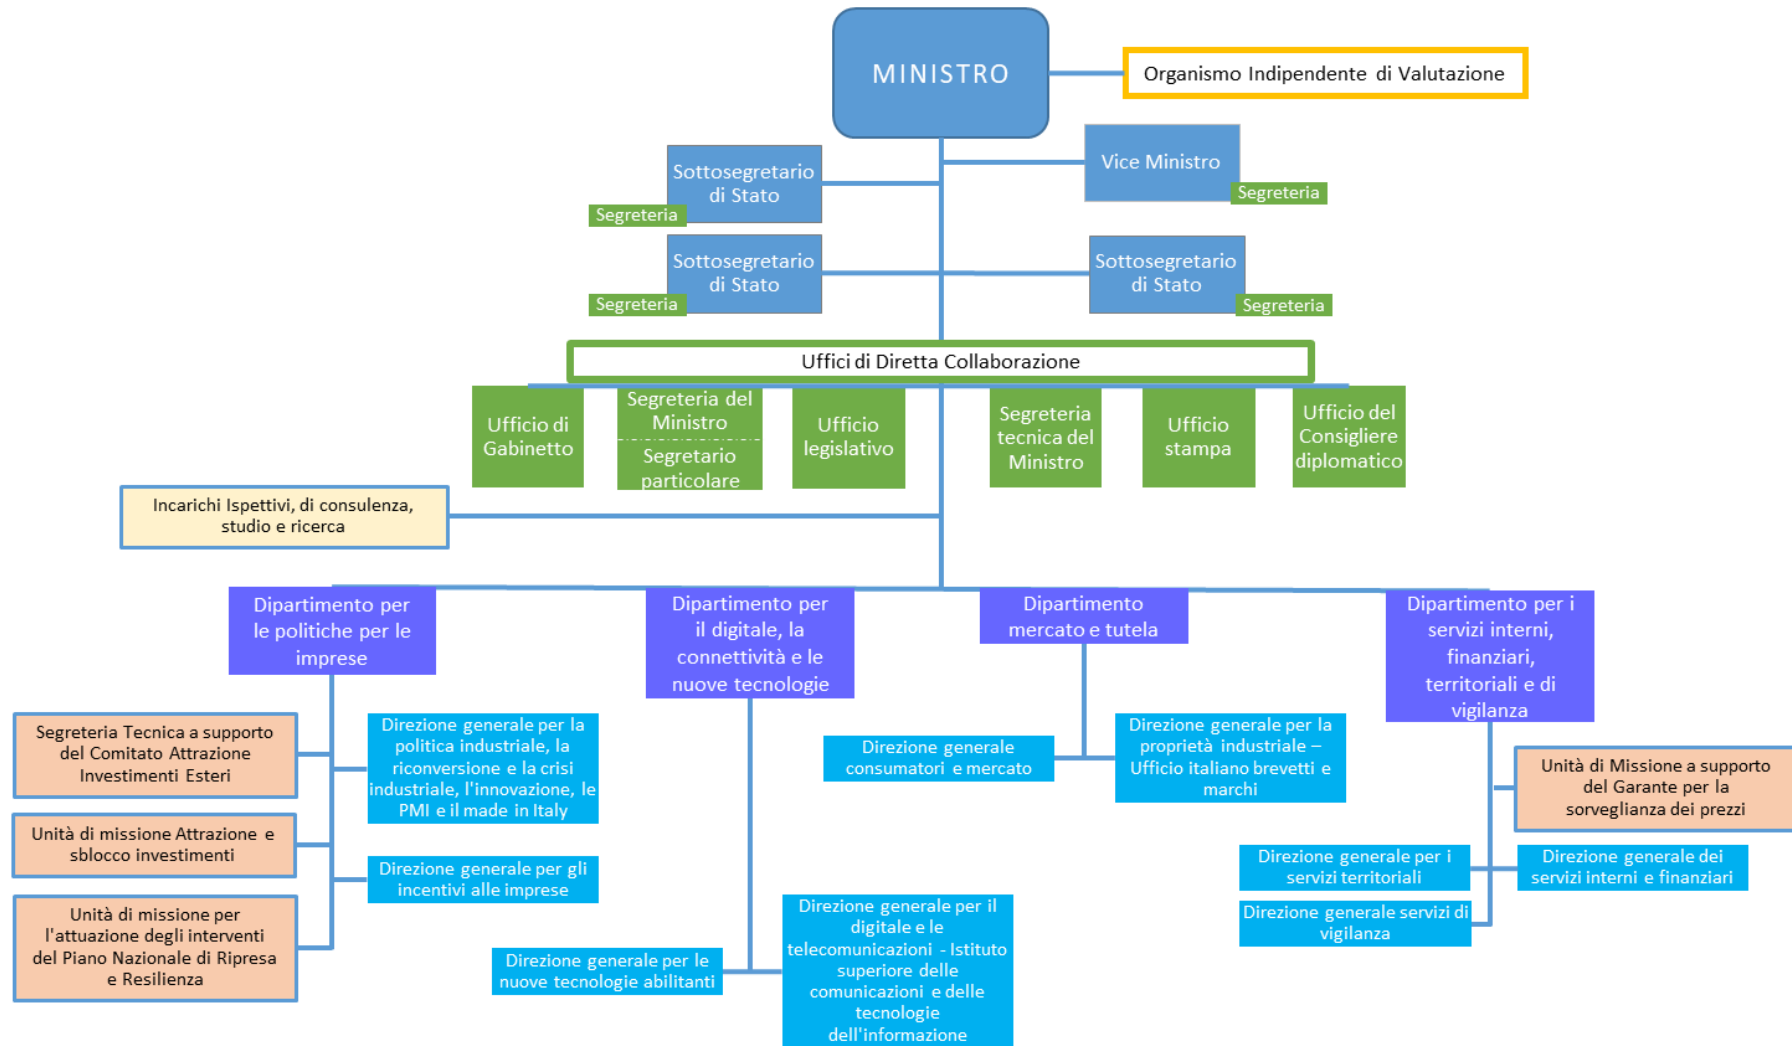 MINISTRO
Organismo Indipendente di Valutazione
Sottosegretario
di Stato
Segreteria
Vice Ministro
Segreteria
Sottosegretario
di Stato
Segreteria
Sottosegretario
di Stato
Segreteria
Uffici di Diretta Collaborazione
Ufficio di
Gabinetto
Segreteria del
Ministro
Segretario
particolare
Ufficio
legislativo
Segreteria
tecnica del
Ministro
Ufficio
stampa
Ufficio del
Consigliere
diplomatico
Incarichi Ispettivi, di consulenza,
studio e ricerca
Dipartimento per
le politiche per le
imprese
Dipartimento per
il digitale, la
connettività e le
nuove tecnologie
Dipartimento
mercato e tutela
Dipartimento per i
servizi interni,
finanziari,
territoriali e di
vigilanza
Segreteria Tecnica a supporto
del Comitato Attrazione
Investimenti Esteri
Direzione generale per la
politica industriale, la
riconversione e la crisi
industriale, l'innovazione, le
PMI e il made in Italy
Unità di missione Attrazione e
sblocco investimenti
Direzione generale per gli
incentivi alle imprese
Unità di missione per
l'attuazione degli interventi
del Piano Nazionale di Ripresa
e Resilienza
Direzione generale per le
nuove tecnologie abilitanti
Direzione generale per il
digitale e le
telecomunicazioni - Istituto
superiore delle
comunicazioni e delle
tecnologie
dell'informazione
Direzione generale
consumatori e mercato
Direzione generale per la
proprietà industriale –
Ufficio italiano brevetti e
marchi
Unità di Missione a supporto
del Garante per la
sorveglianza dei prezzi
Direzione generale per i
servizi territoriali
Direzione generale dei
servizi interni e finanziari
Direzione generale servizi di
vigilanza